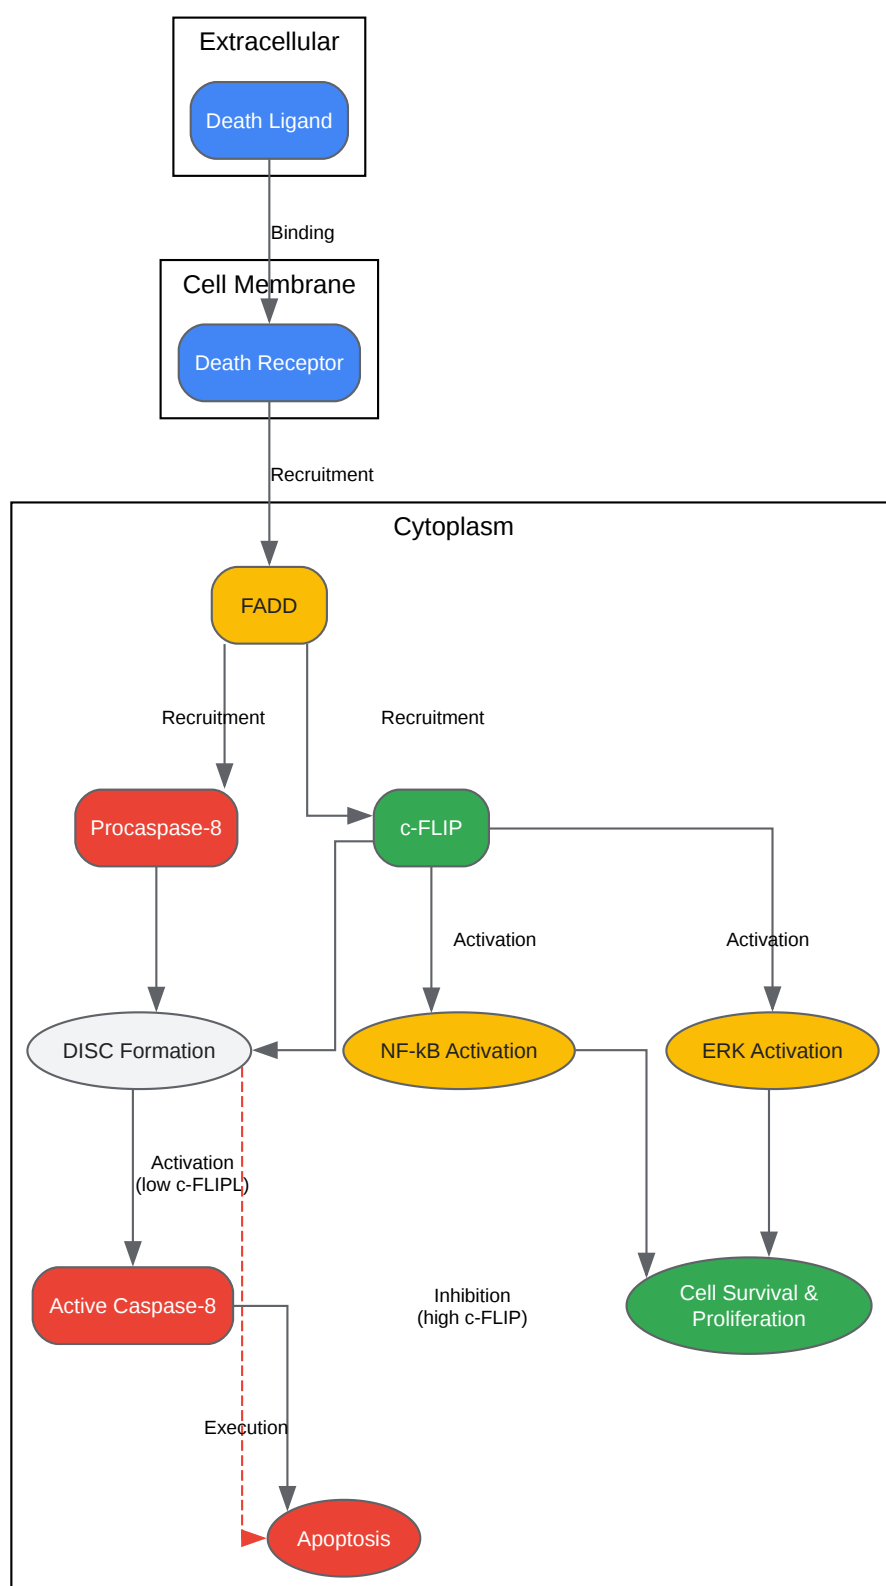 Extracellular
Death Ligand
Binding
Cell Membrane
Death Receptor
Recruitment
Cytoplasm
FADD
Recruitment
Recruitment
Procaspase-8
c-FLIP
Activation
Activation
DISC Formation
NF-kB Activation
ERK Activation
Activation
(low c-FLIPL)
Active Caspase-8
Inhibition
(high c-FLIP)
Cell Survival &
Proliferation
Execution
Apoptosis